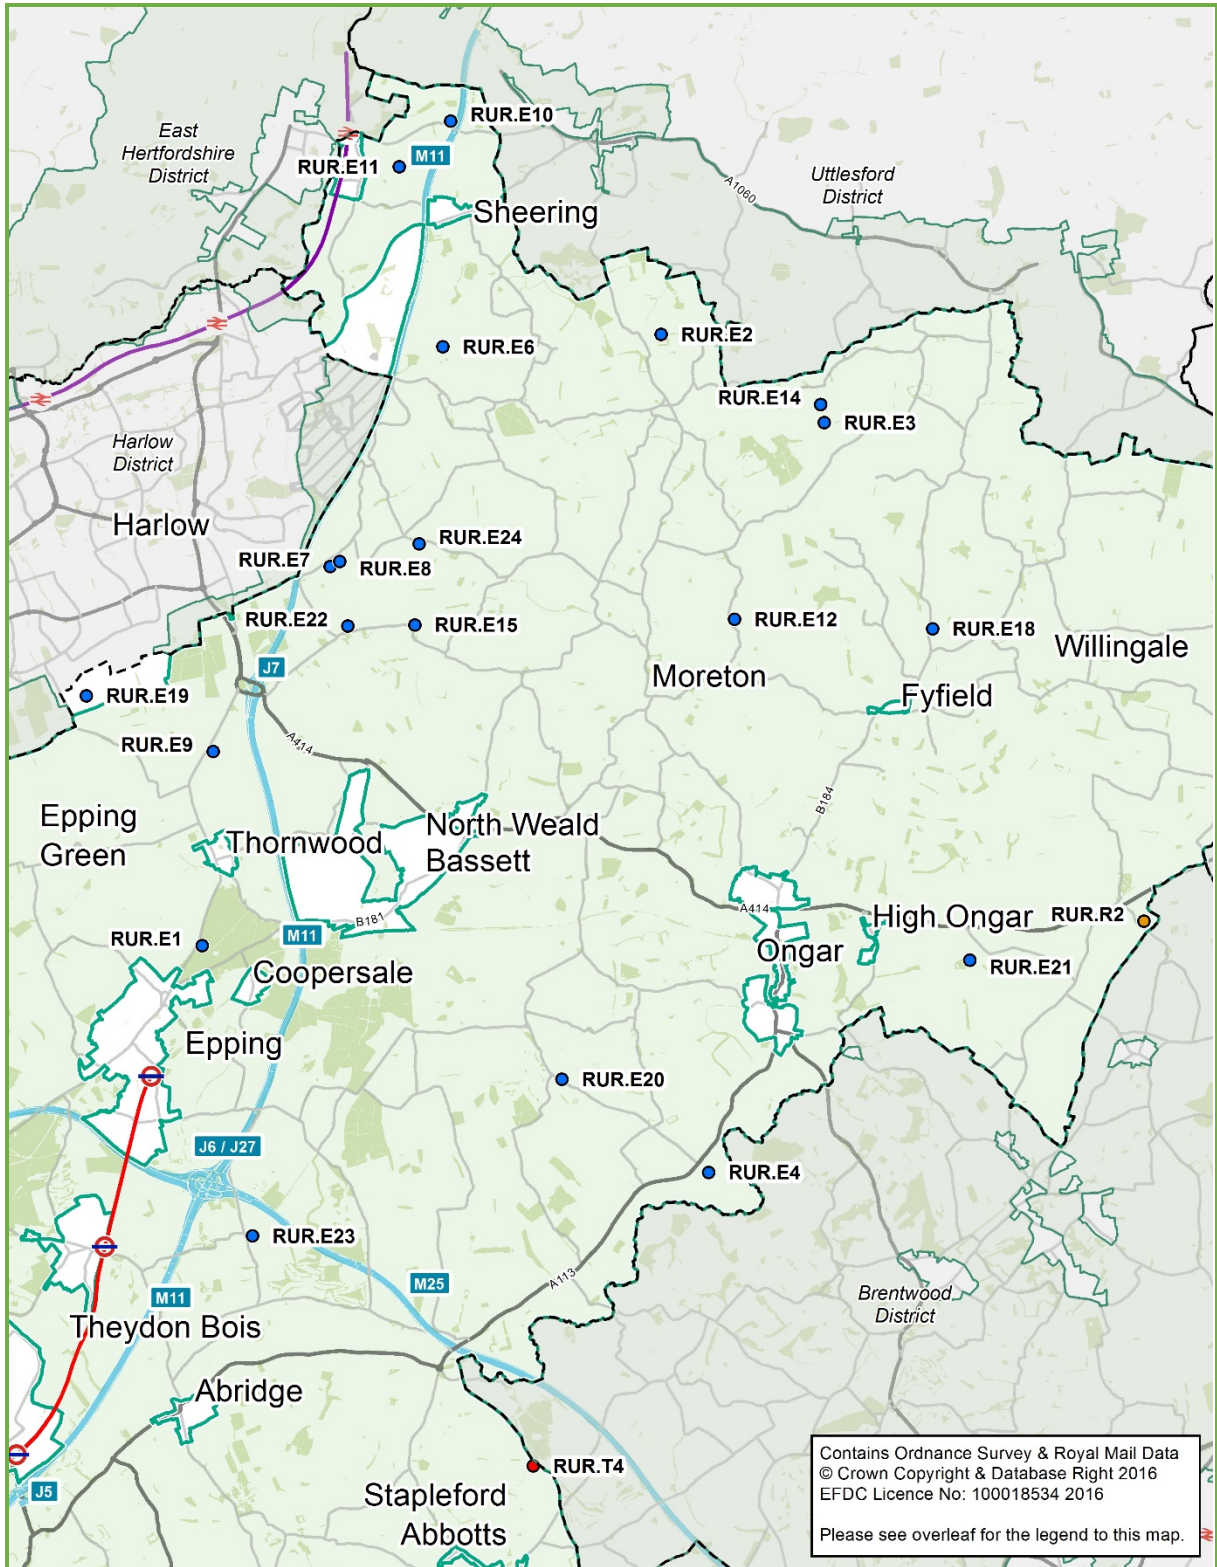 RUR.E10
East
Hertfordshire
District
M11
RUR.E11
Uttlesford
District
A1060
Sheering
RUR.E2
RUR.E6
RUR.E14
RUR.E3
Harlow
District
Harlow
RUR.E24
RUR.E7
RUR.E8
RUR.E22
RUR.E15
RUR.E12
RUR.E18
Willingale
J7
Moreton
RUR.E19
Fyfield
RUR.E9
A414
B184
Epping
Green
Thornwood
North Weald
Bassett
B181
A414
High Ongar
RUR.R2
RUR.E1
M11
Ongar
RUR.E21
Coopersale
Epping
RUR.E20
J6 / J27
RUR.E4
RUR.E23
A113
M25
M11
Brentwood
District
Theydon Bois
Abridge
RUR.T4
J5
Stapleford
Abbotts
Contains Ordnance Survey & Royal Mail Data
© Crown Copyright & Database Right 2016
EFDC Licence No: 100018534 2016
Please see overleaf for the legend to this map.